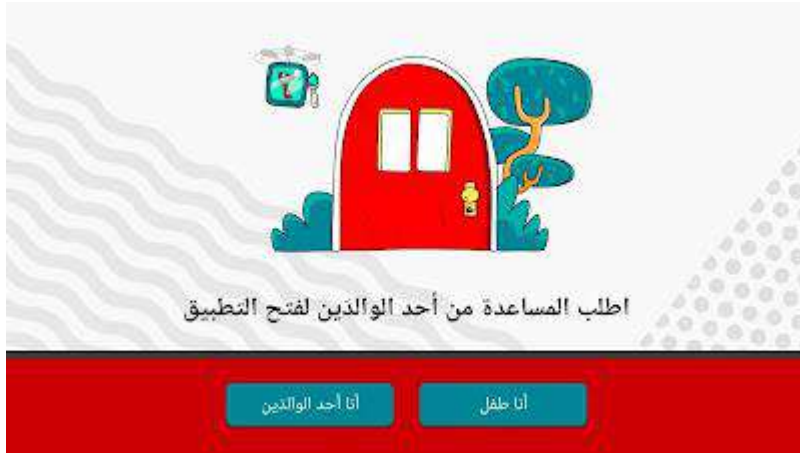 اطلب المساعدة من أحد الوالدين لفتح التطبيق
أنا طفل
أنا أحد الوالدين